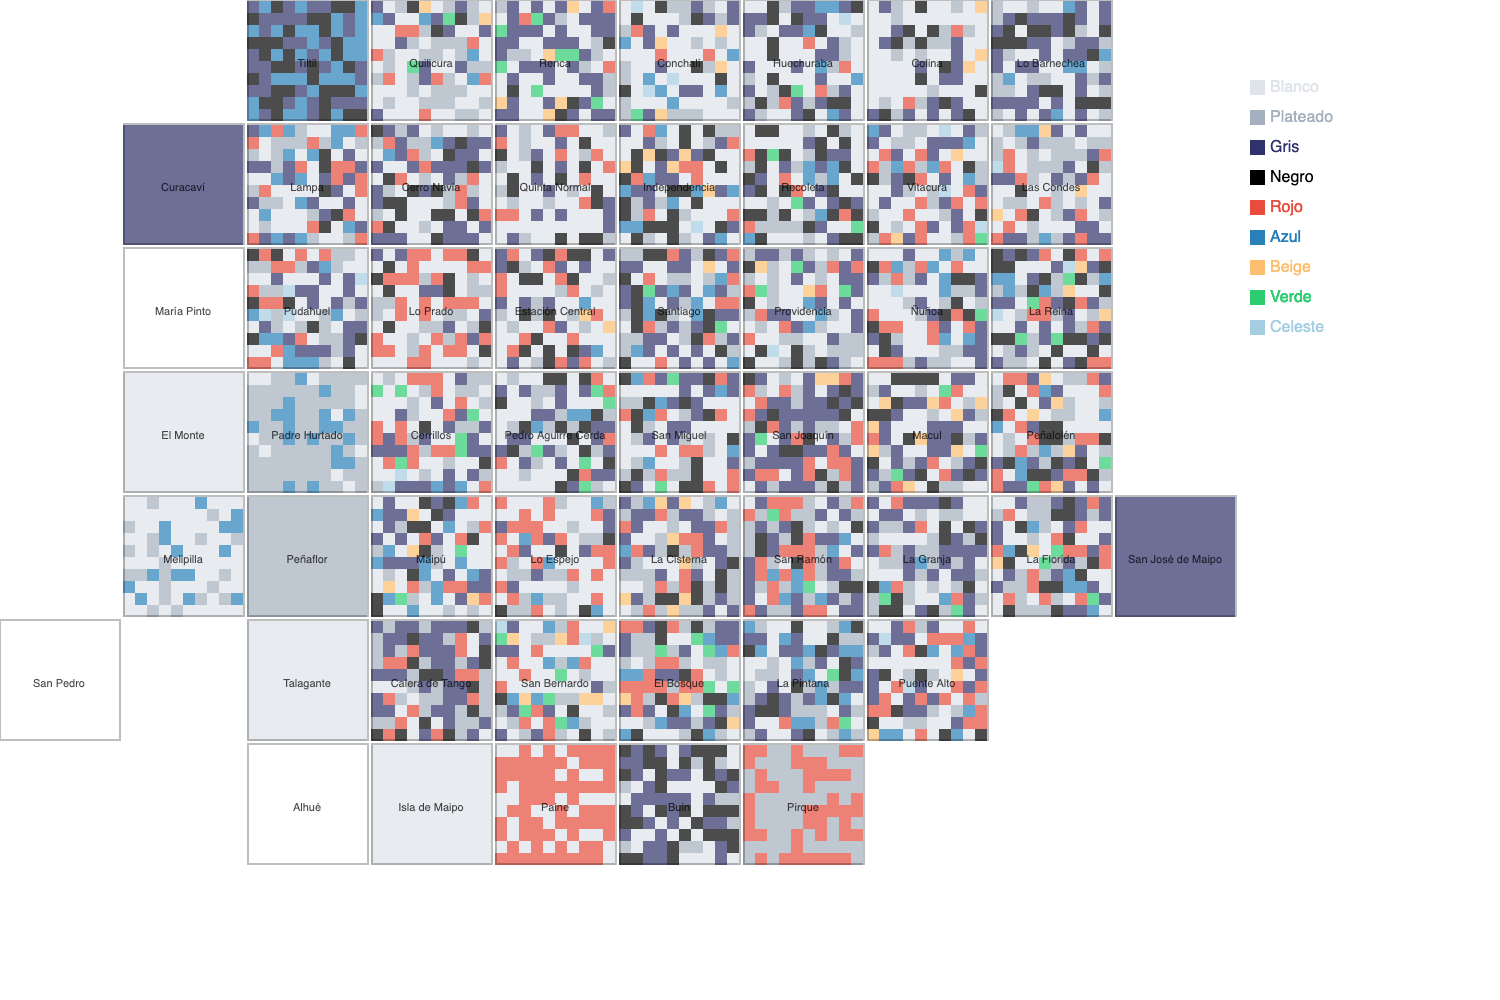 Tiltil
Quilicura
Renca
Conchalí
Huechuraba
Colina
Lo Barnechea
Blanco
Plateado
Gris
Negro
Rojo
Azul
Beige
Verde
Celeste
Curacaví
Lampa
Cerro Navia
Quinta Normal
Independencia
Recoleta
Vitacura
Las Condes
María Pinto
Pudahuel
Lo Prado
Estación Central
Santiago
Providencia
Ñuñoa
La Reina
El Monte
Padre Hurtado
Cerrillos
Pedro Aguirre Cerda
San Miguel
San Joaquín
Macul
Peñalolén
Melipilla
Peñaflor
Maipú
Lo Espejo
La Cisterna
San Ramón
La Granja
La Florida
San José de Maipo
San Pedro
Talagante
Calera de Tango
San Bernardo
El Bosque
La Pintana
Puente Alto
Alhué
Isla de Maipo
Paine
Buin
Pirque